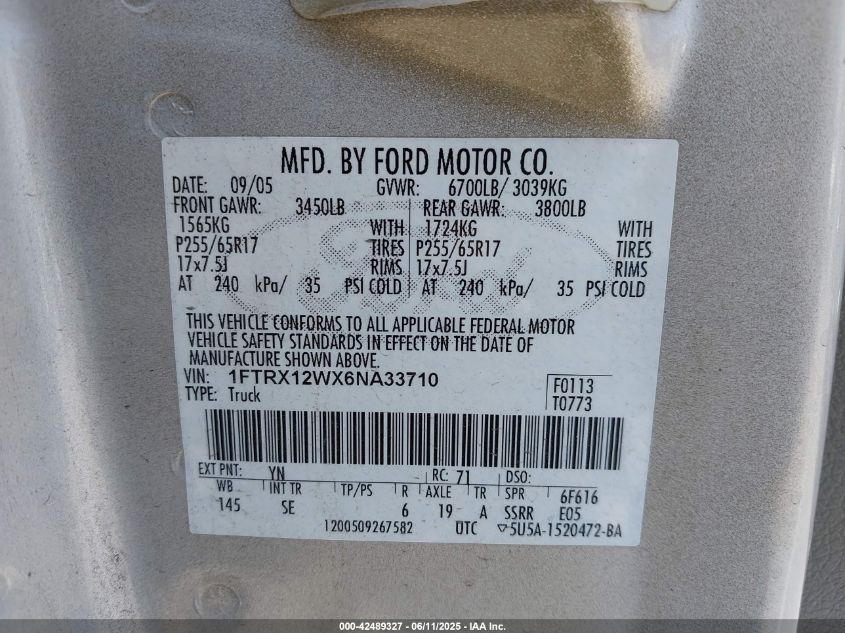 MFD. BY FORD MOTOR CO.
DATE: 09/05 GVWR: 6700LB/ 3039KG
FRONT GAWR: 3450LB REAR GAWR: 3800LB
1565KG WITH 1724KG WITH
P255/65R17 TIRES P255/65R17 TIRES
17x7.5J RIMS 17x7.5J RIMS
AT 240 kPa/ 35 PSI COLD AT 240 kPa/ 35 PSI COLD
THIS VEHICLE CONFORMS TO ALL APPLICABLE FEDERAL MOTOR
VEHICLE SAFETY STANDARDS IN EFFECT ON THE DATE OF
MANUFACTURE SHOWN ABOVE.
VIN: 1FTRX12WX6NA33710 F0113
TYPE: Truck T0773
EXT PNT: YN RC: 71 DSO:
WB INT TR TP/PS R AXLE TR SPR 6F616
145 SE 6 19 A SSRR E05
1200509267582 UTC ▽5U5A-1520472-BA
000-42489327 - 06/11/2025 - IAA Inc.